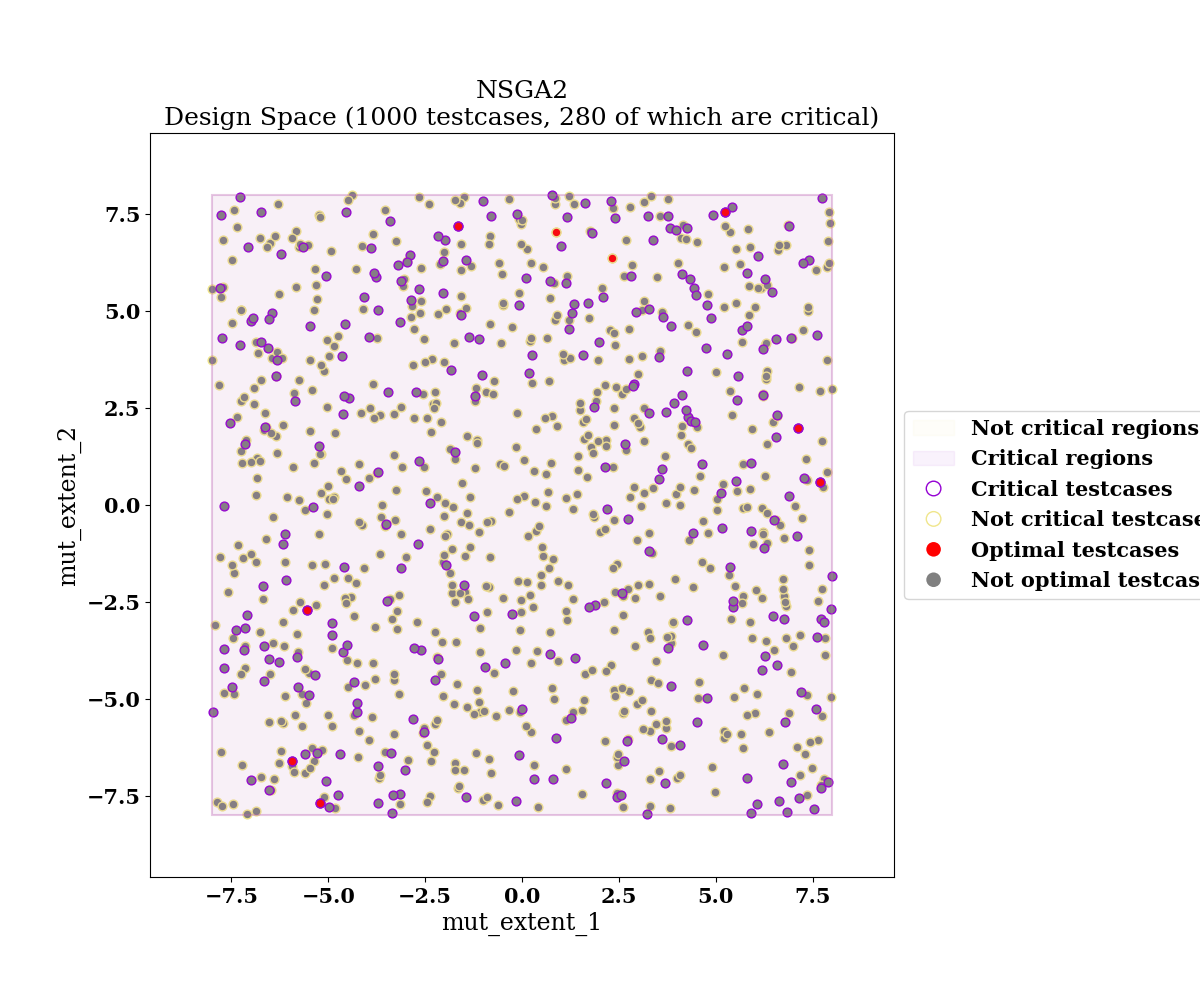 NSGA2
Design Space (1000 testcases, 280 of which are critical)
mut_extent_2
7.5
5.0
2.5
0.0
−2.5
−5.0
−7.5
−7.5
−5.0
−2.5
0.0
2.5
5.0
7.5
mut_extent_1
Not critical regions
Critical regions
Critical testcases
Not critical testcase
Optimal testcases
Not optimal testcas